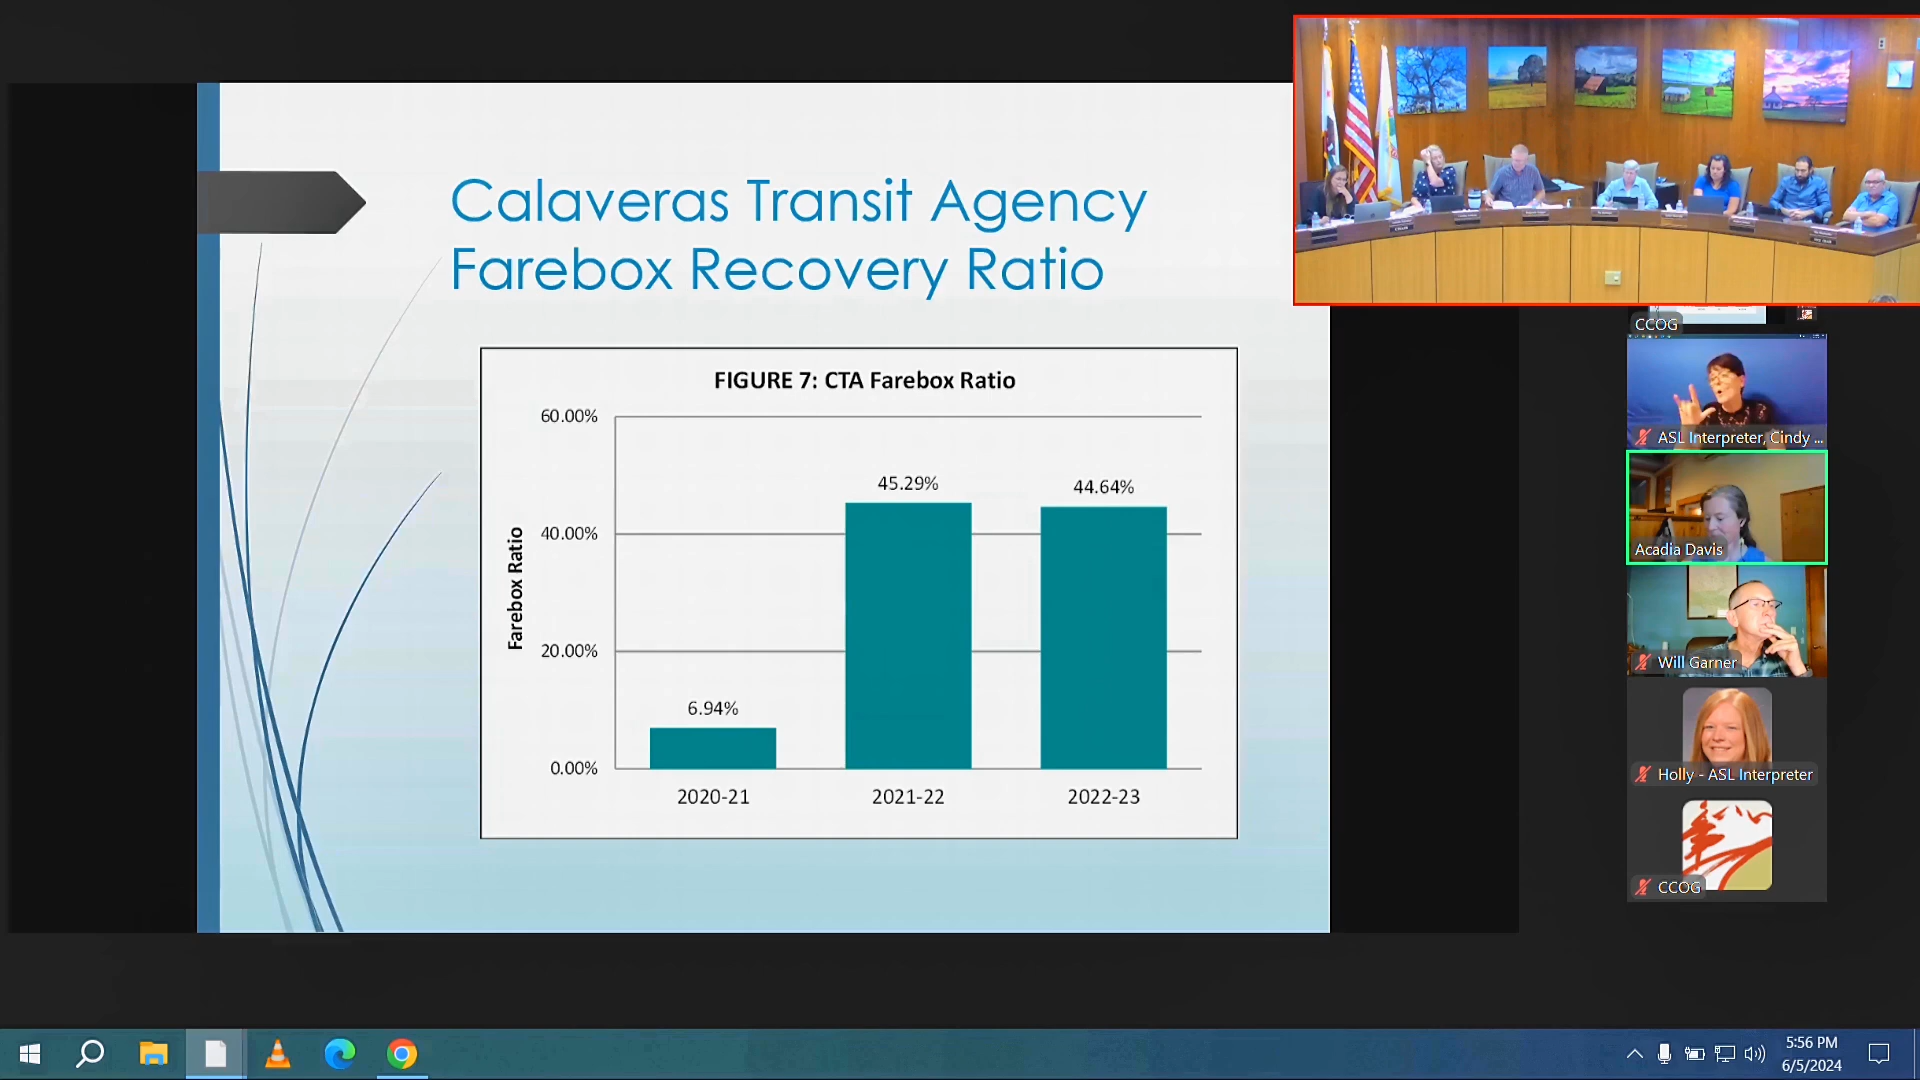 Calaveras Transit Agency
Farebox Recovery Ratio
FIGURE 7: CTA Farebox Ratio
60.00%
40.00%
20.00%
0.00%
Farebox Ratio
6.94%
45.29%
44.64%
2020-21
2021-22
2022-23
CCOG
ASL Interpreter, Cindy ...
Acadia Davis
Will Garner
Holly - ASL Interpreter
CCOG
5:56 PM
6/5/2024